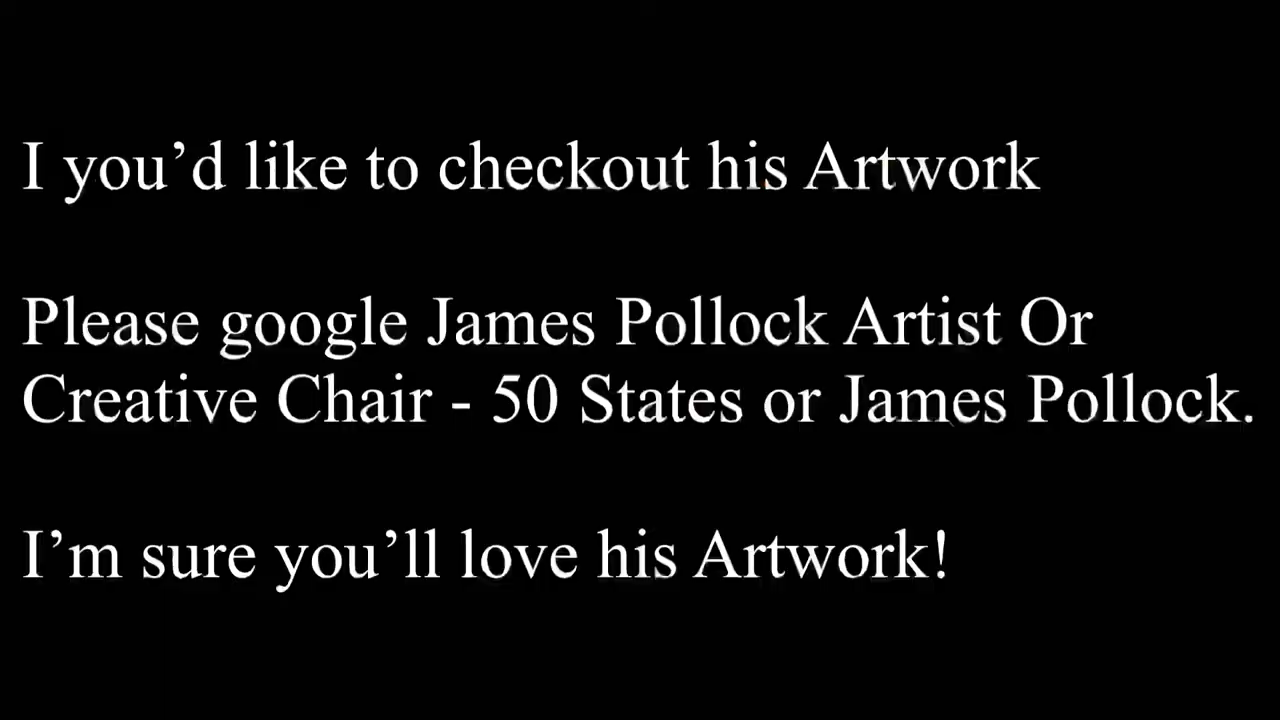 I you’d like to checkout his Artwork
Please google James Pollock Artist Or
Creative Chair - 50 States or James Pollock.
I’m sure you’ll love his Artwork!